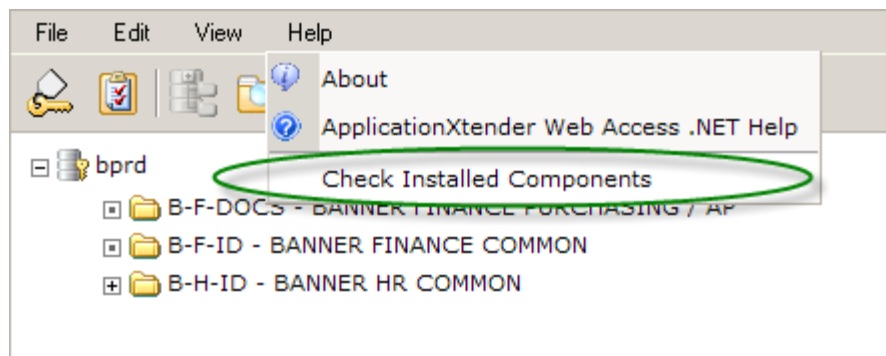 File Edit View Help
About
ApplicationXtender Web Access .NET Help
Check Installed Components
bprd
B-F-DOCS - BANNER FINANCE PURCHASING / AP
B-F-ID - BANNER FINANCE COMMON
B-H-ID - BANNER HR COMMON